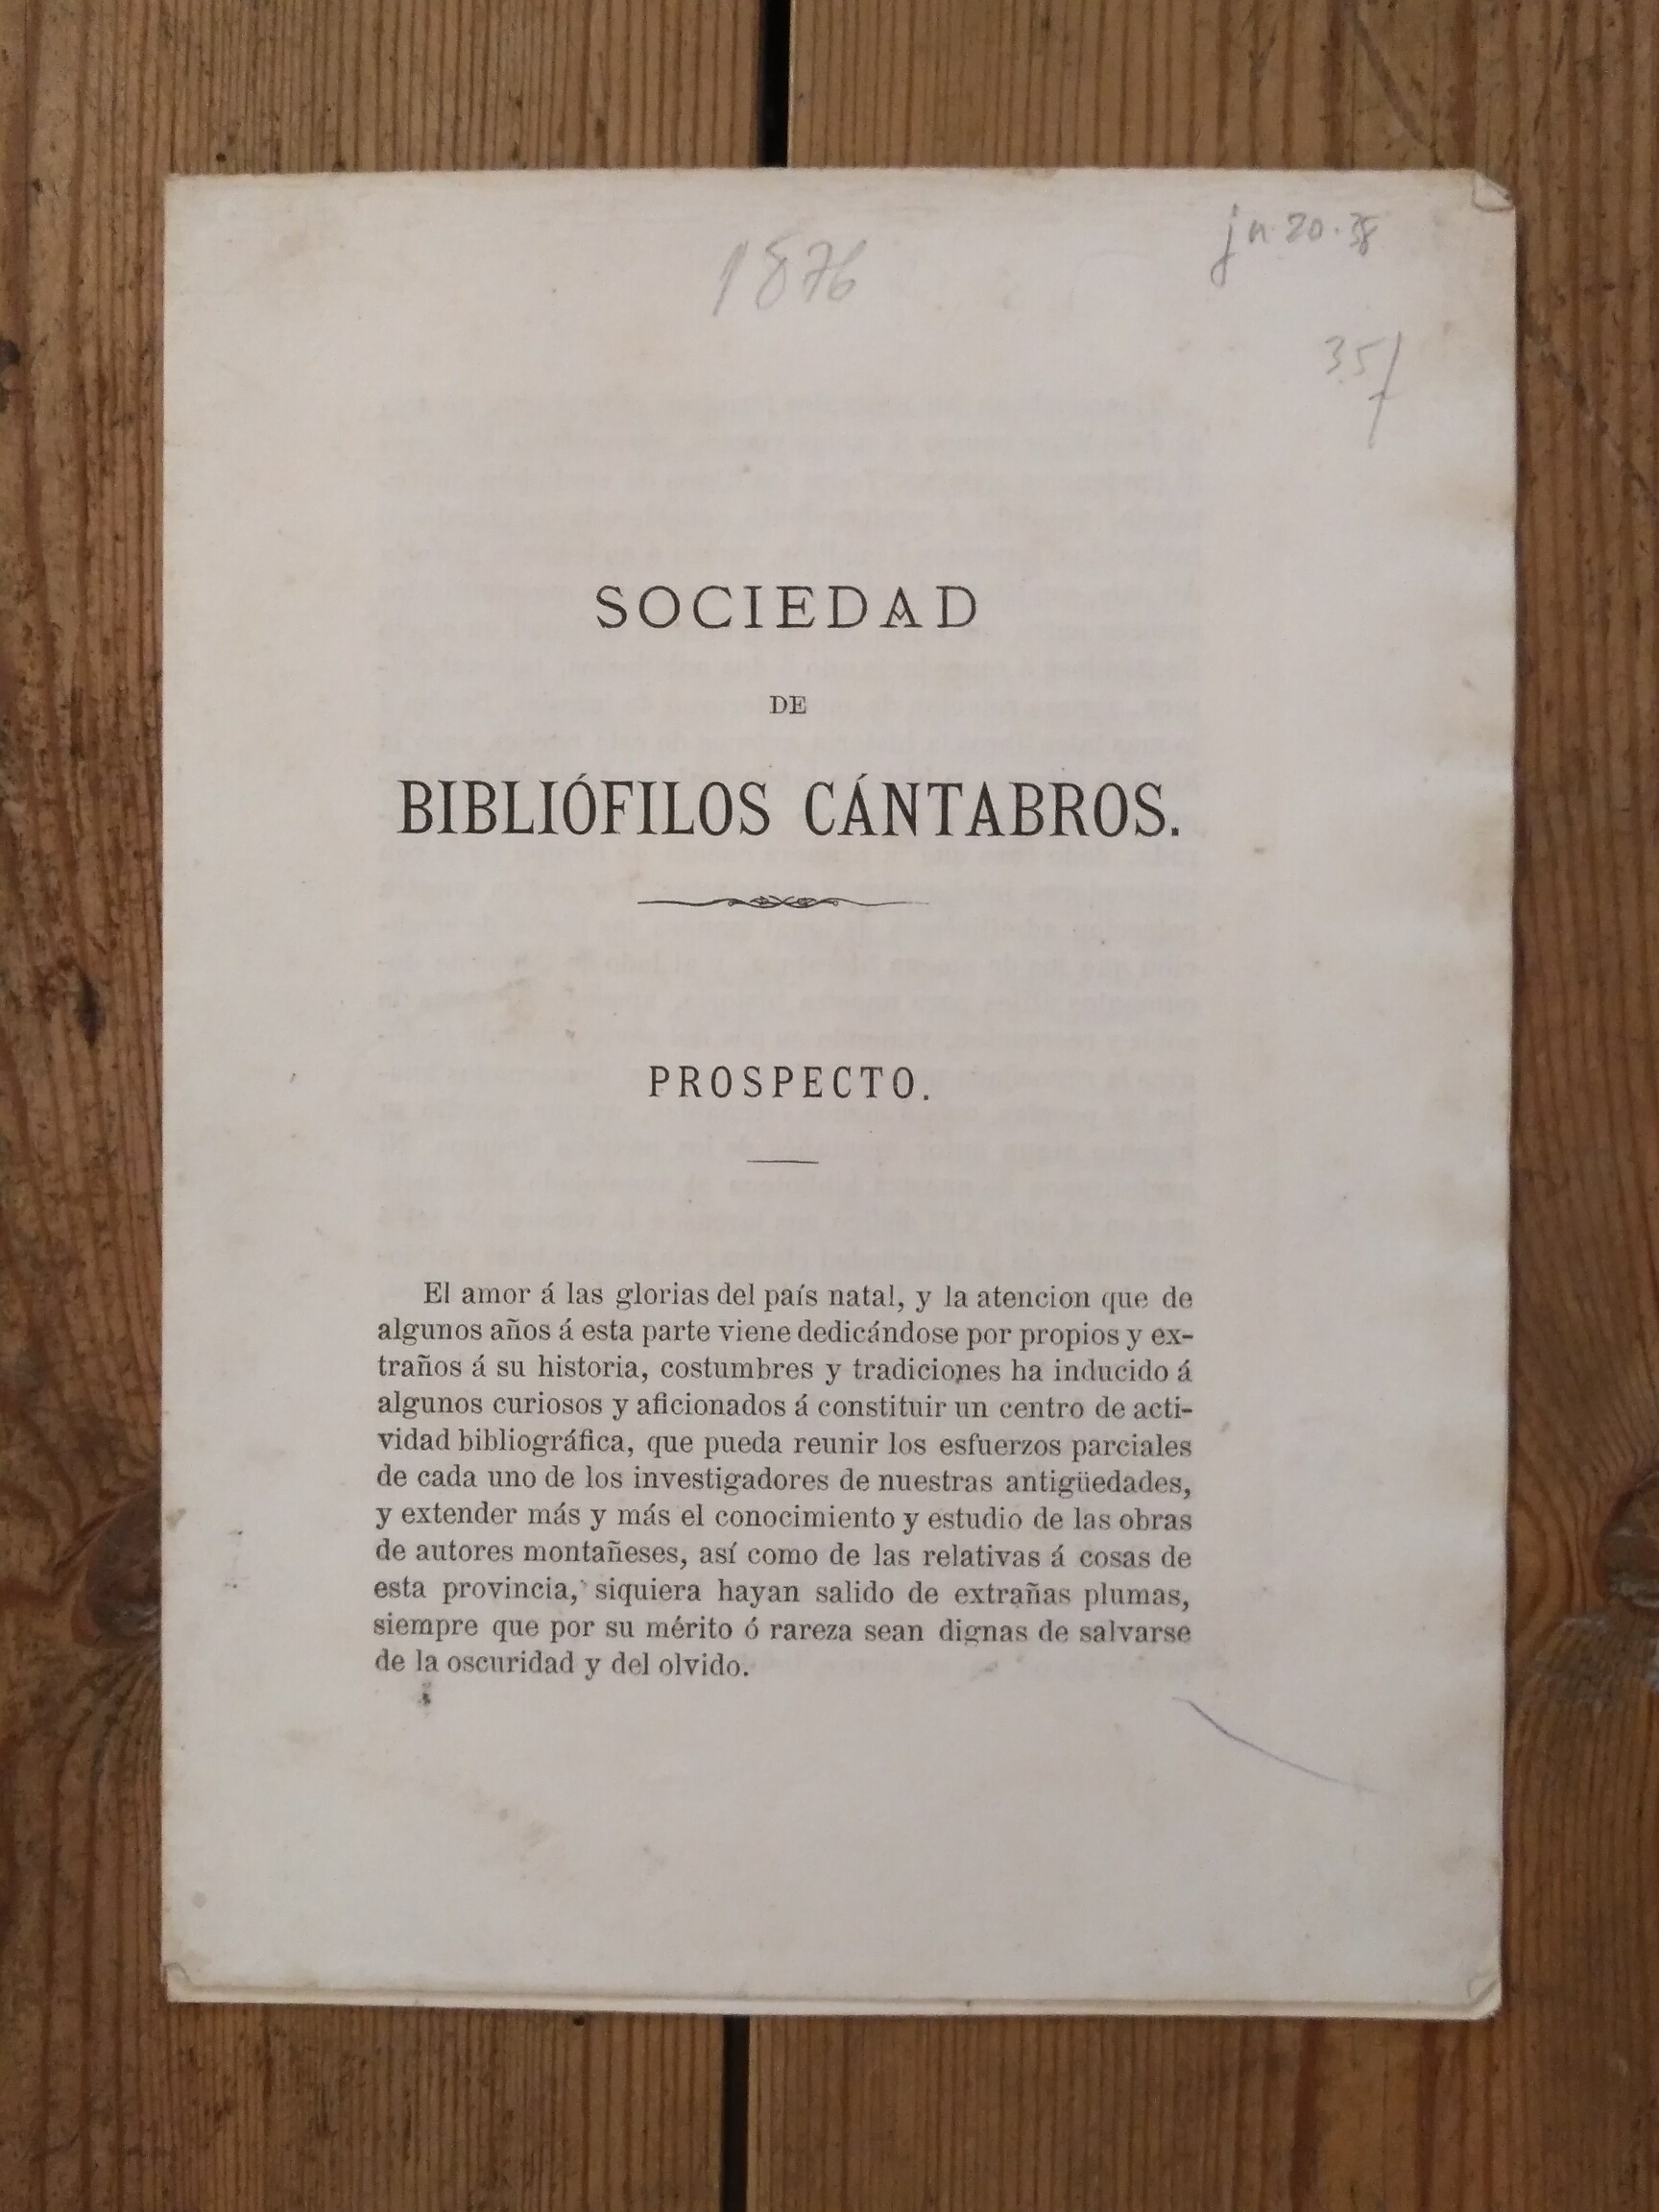 1876
jn. 20.38
35/
SOCIEDAD
DE
BIBLIÓFILOS CÁNTABROS.
PROSPECTO.
El amor á las glorias del país natal, y la atencion que de
algunos años á esta parte viene dedicándose por propios y ex-
traños á su historia, costumbres y tradiciones ha inducido á
algunos curiosos y aficionados á constituir un centro de acti-
vidad bibliográfica, que pueda reunir los esfuerzos parciales
de cada uno de los investigadores de nuestras antigüedades,
y extender más y más el conocimiento y estudio de las obras
de autores montañeses, así como de las relativas á cosas de
esta provincia, siquiera hayan salido de extrañas plumas,
siempre que por su mérito ó rareza sean dignas de salvarse
de la oscuridad y del olvido.